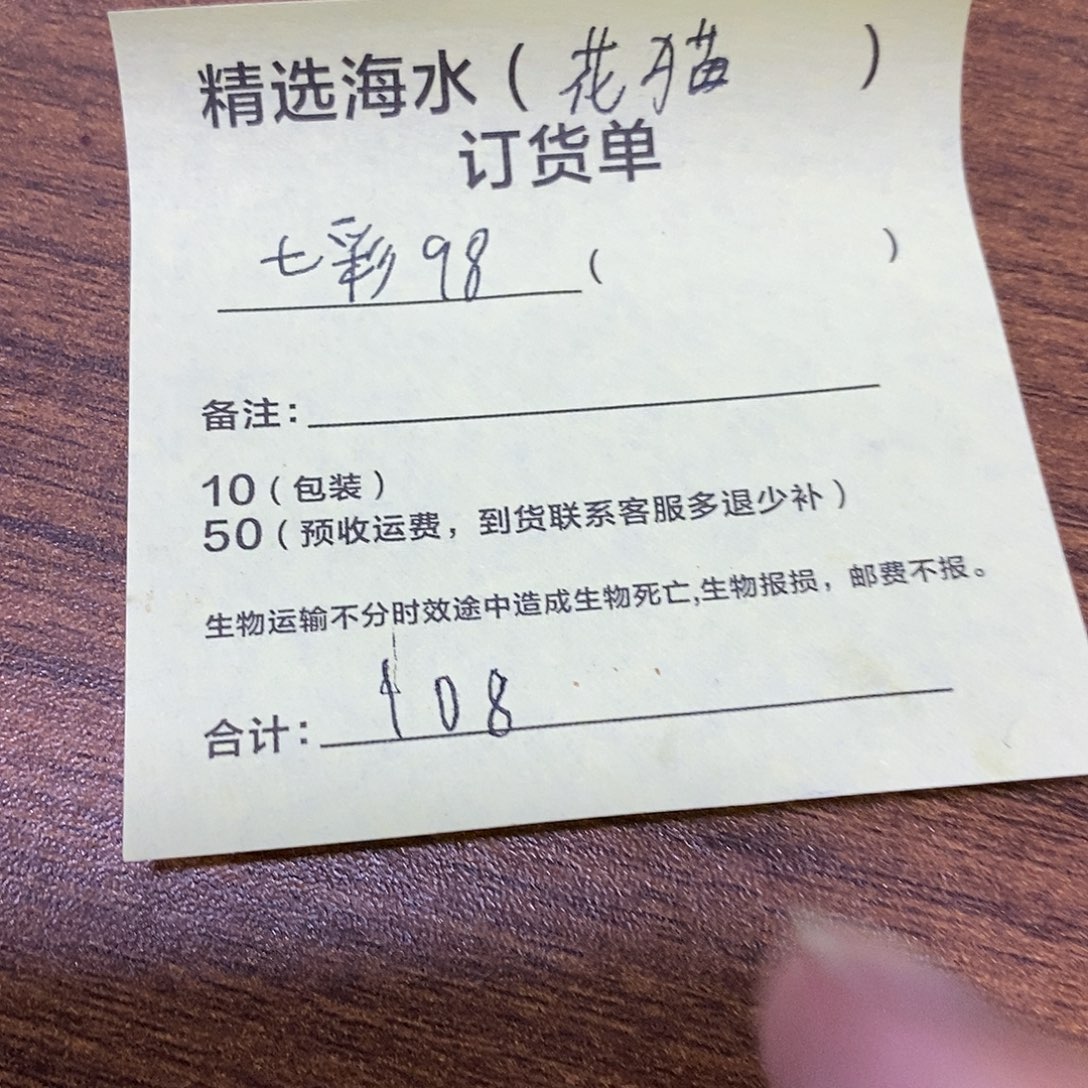 精选海水（花猫）
订货单
七彩98（ ）
备注：
10（包装）
50（预收运费，到货联系客服多退少补）
生物运输不分时效途中造成生物死亡,生物报损，邮费不报。
合计：108